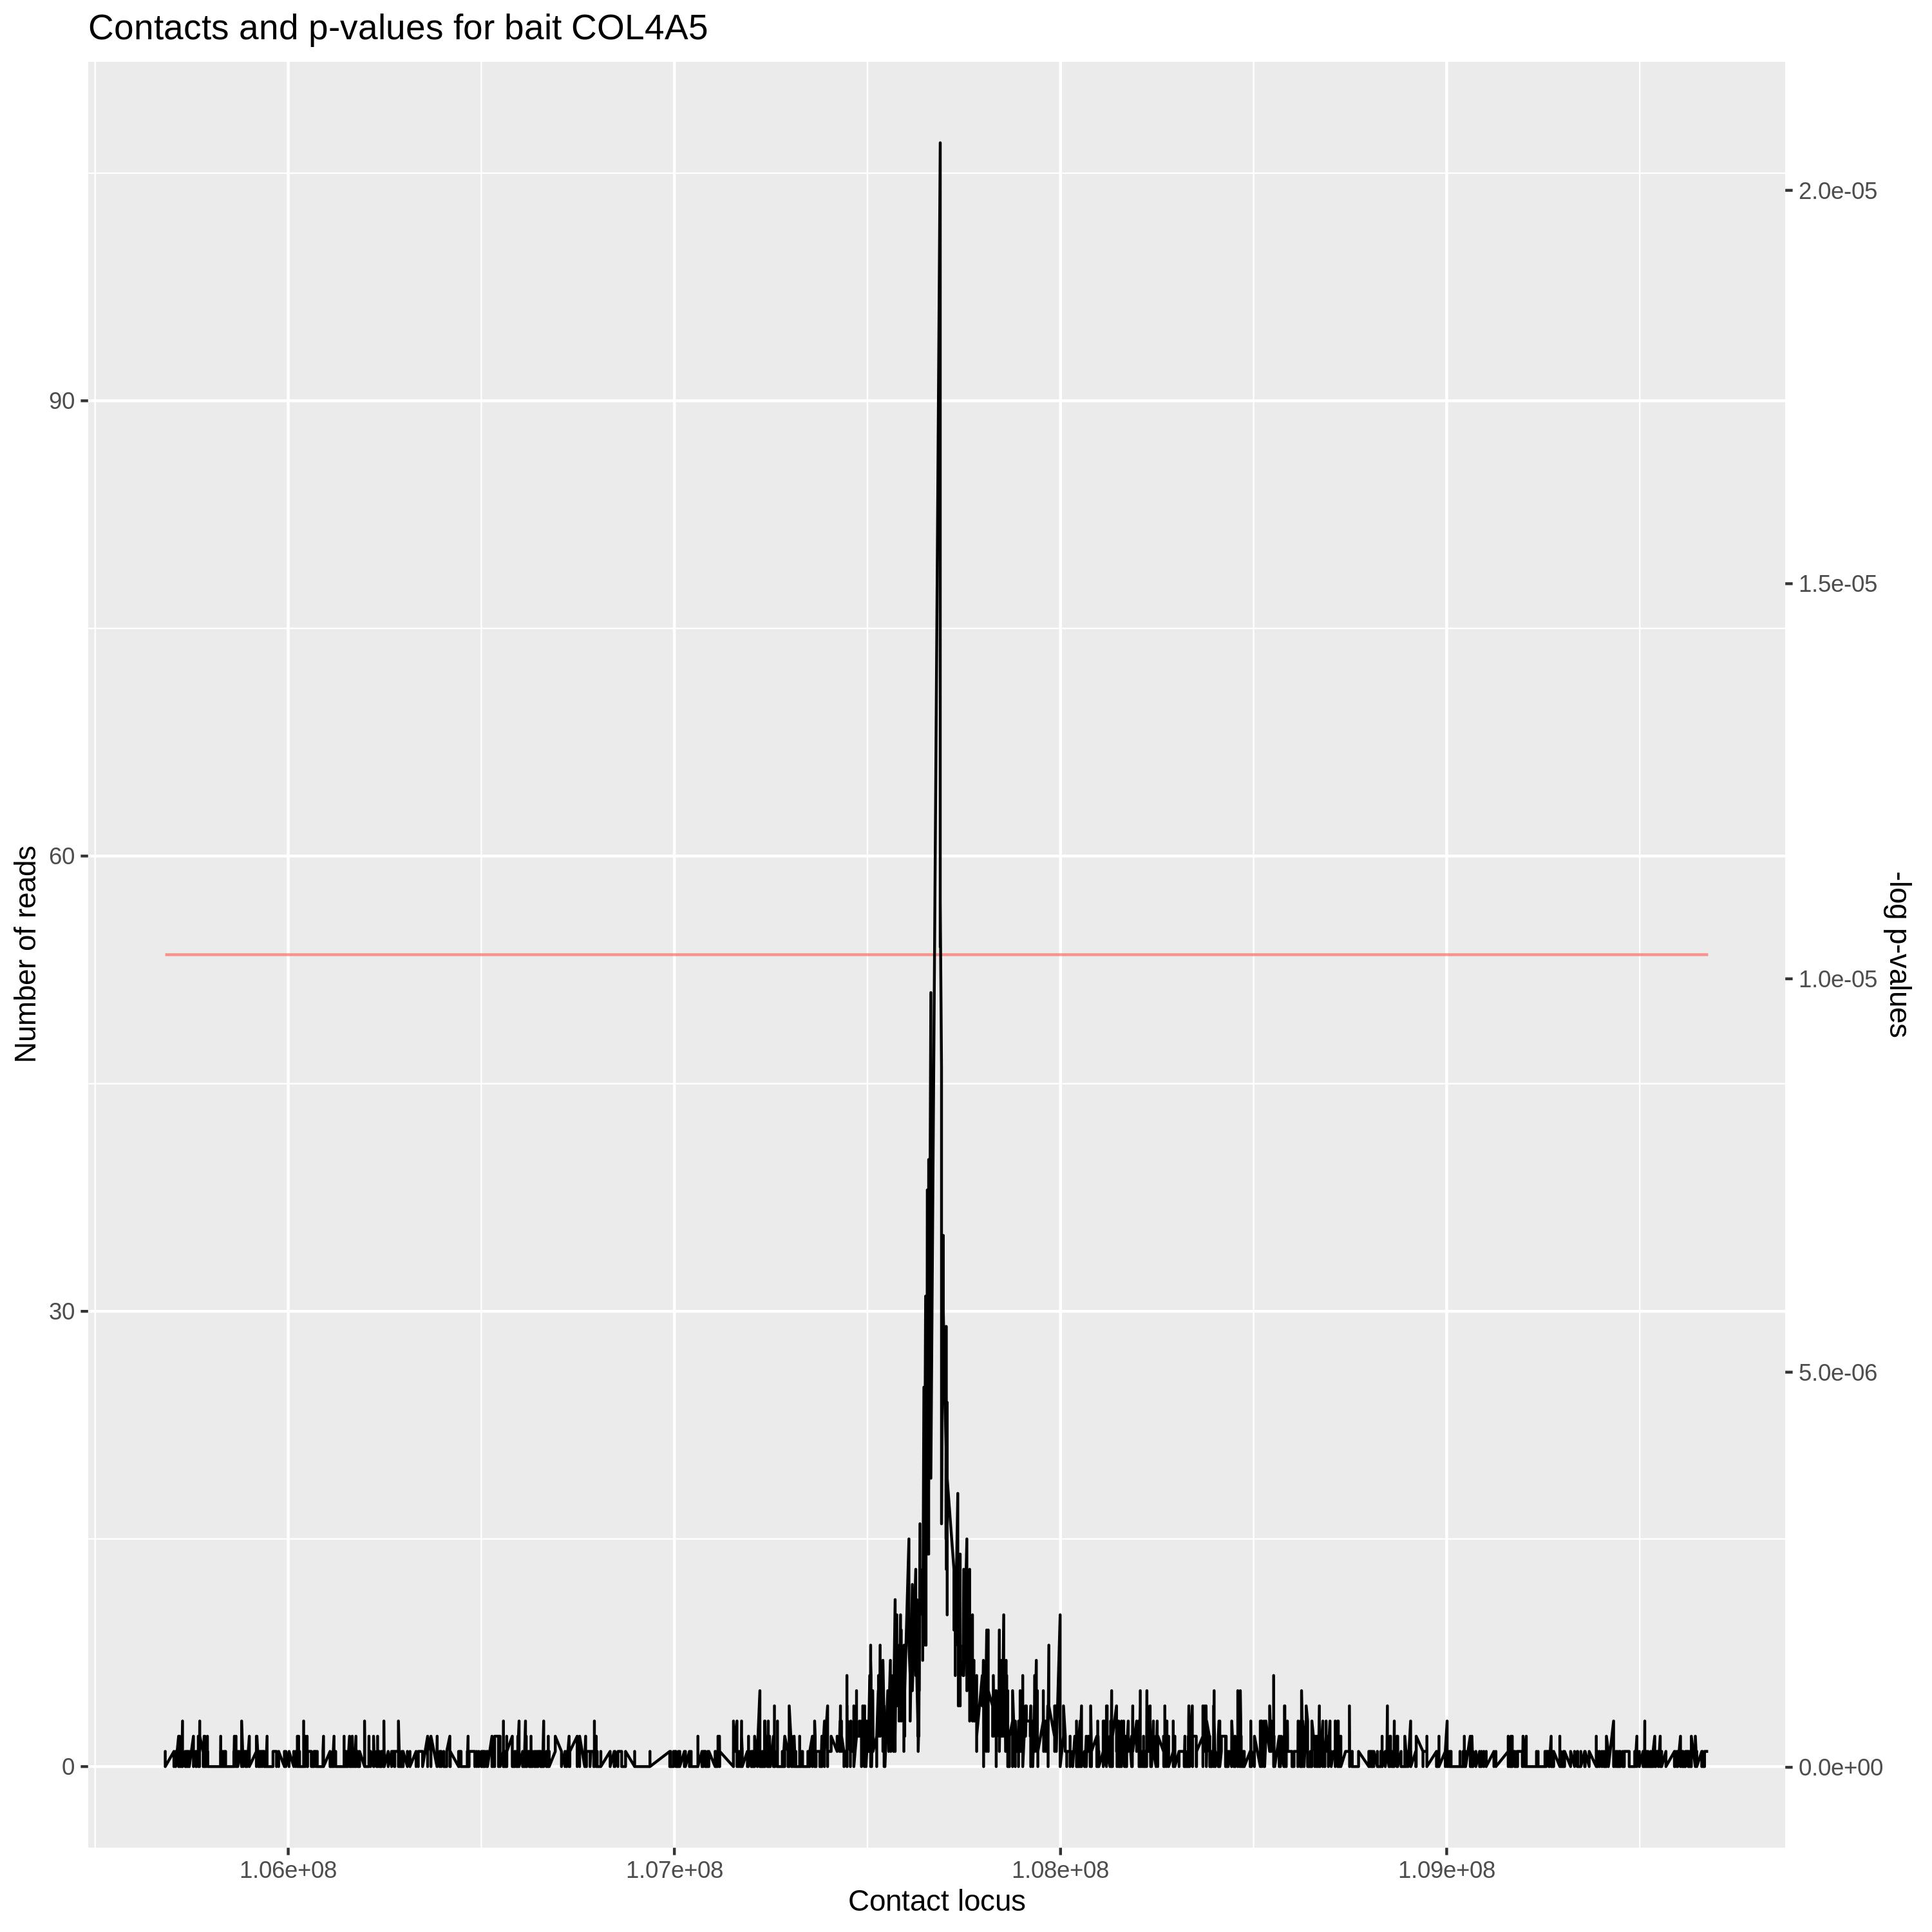 Contacts and p-values for bait COL4A5
Number of reads
90
60
30
0
2.0e-05
1.5e-05
1.0e-05
5.0e-06
0.0e+00
-log p-values
1.06e+08
1.07e+08
1.08e+08
1.09e+08
Contact locus